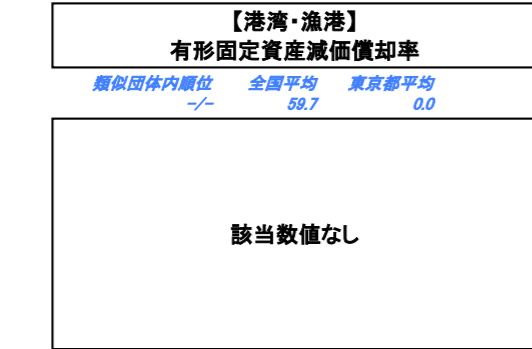 【港湾・漁港】
有形固定資産減価償却率
類似団体内順位 全国平均 東京都平均
-/- 59.7 0.0
該当数値なし